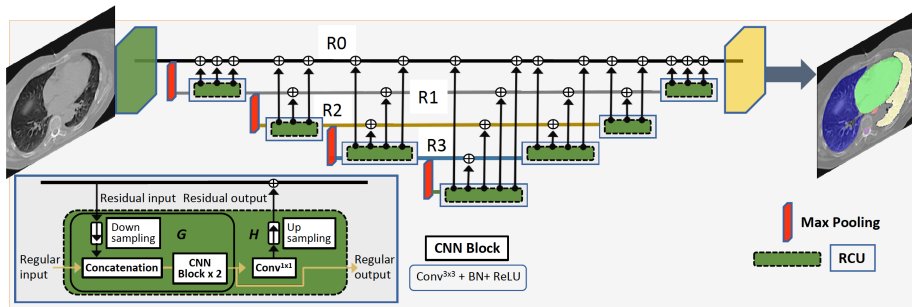 R0
R1
R2
R3
Residual input
Residual output
Down
sampling
G
H
Up
sampling
Regular
input
Concatenation
CNN
Block x 2
Conv1x1
Regular
output
CNN Block
Conv3x3 + BN+ ReLU
Max Pooling
RCU